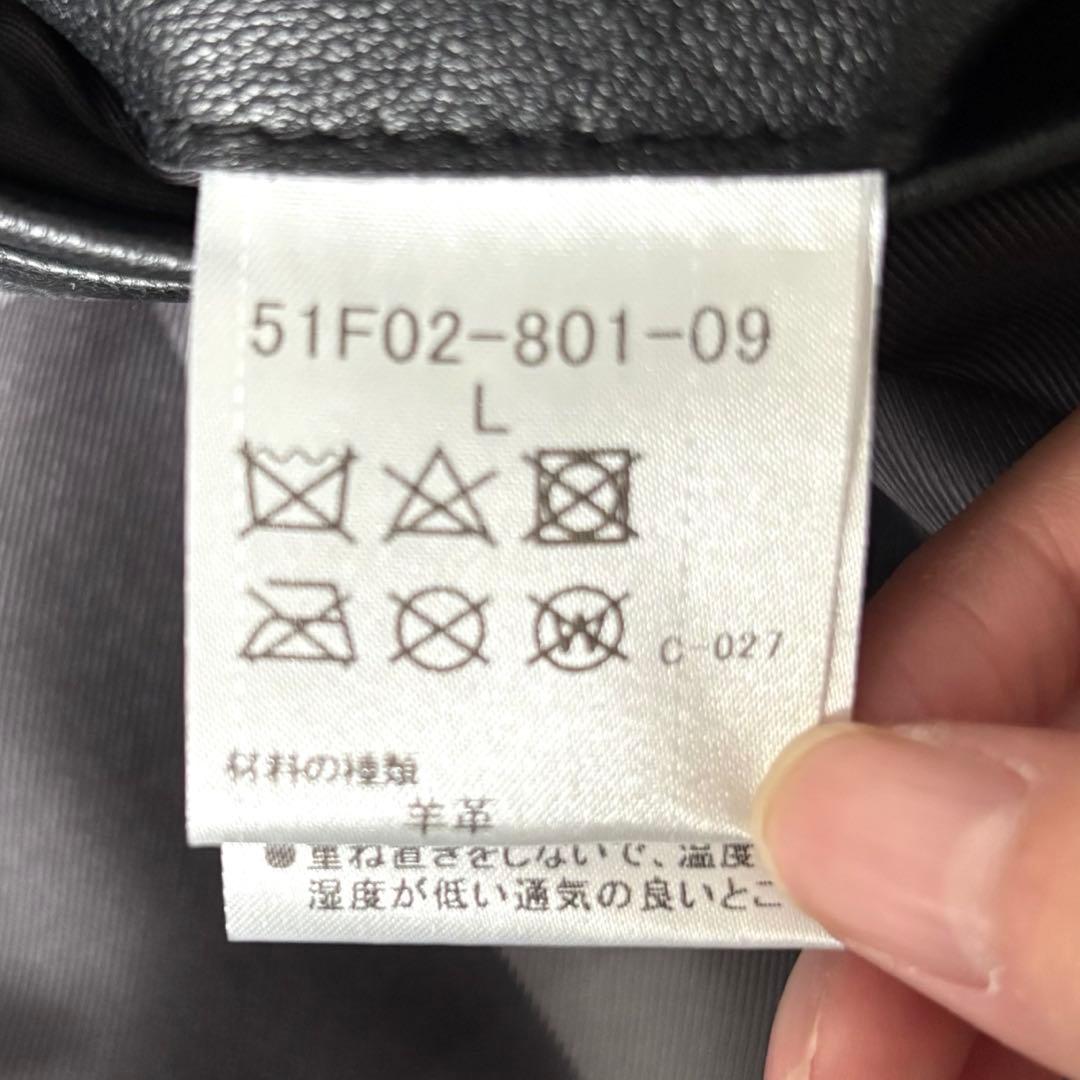 51F02-801-09
L
W
C-027
材料の種類
羊革
●重ね置きをしないで、温度
湿度が低い通気の良いとこ